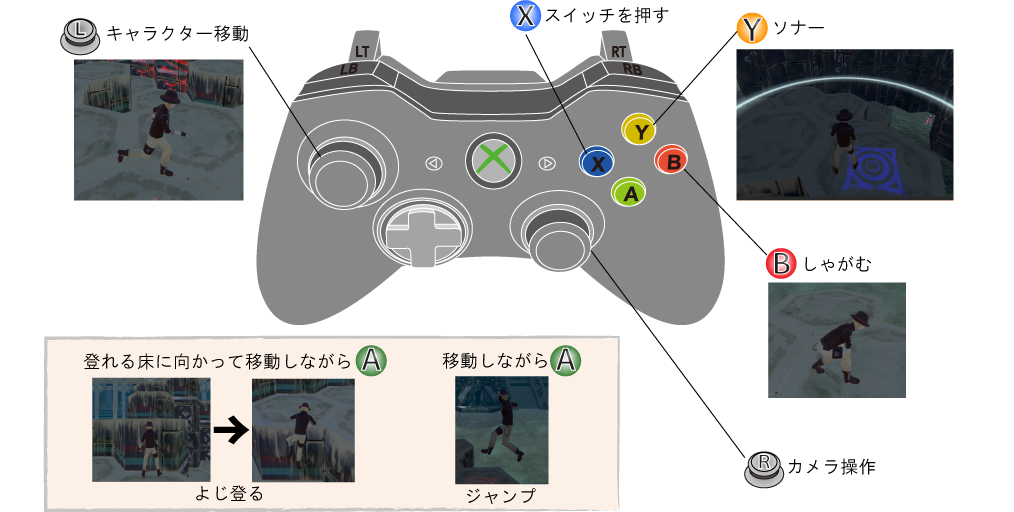 L キャラクター移動
X スイッチを押す
Y ソナー
LT
RT
LB
RB
Y
X
B
A
B しゃがむ
登れる床に向かって移動しながら A
移動しながら A
よじ登る
ジャンプ
R カメラ操作